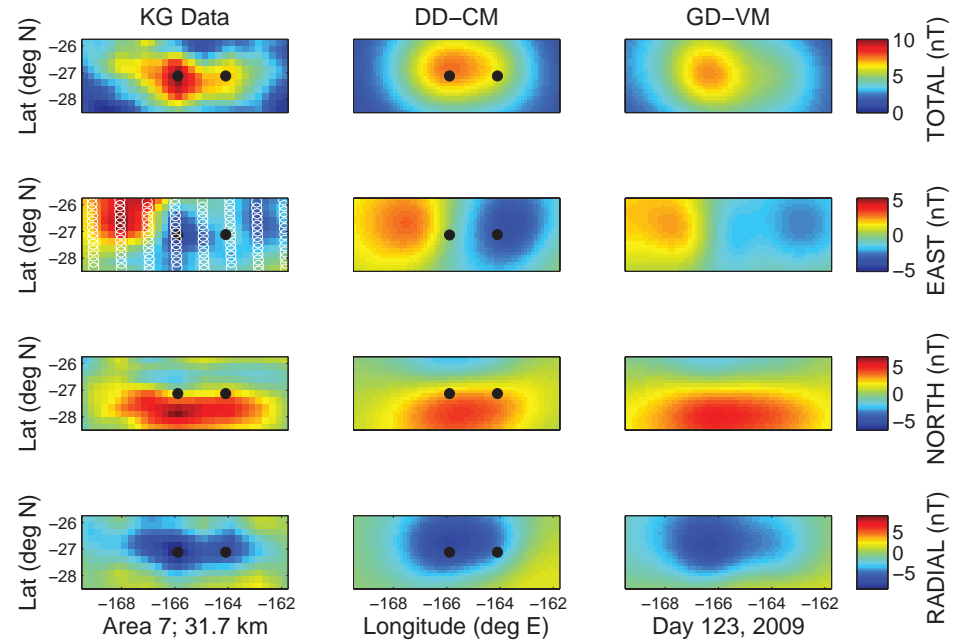 KG Data DD–CM GD–VM
Lat (deg N) −26 −27 −28 10 5 0 TOTAL (nT)
Lat (deg N) −26 −27 −28 5 0 −5 EAST (nT)
Lat (deg N) −26 −27 −28 5 0 −5 NORTH (nT)
Lat (deg N) −26 −27 −28 5 0 −5 RADIAL (nT)
−168 −166 −164 −162 −168 −166 −164 −162 −168 −166 −164 −162
Area 7; 31.7 km Longitude (deg E) Day 123, 2009